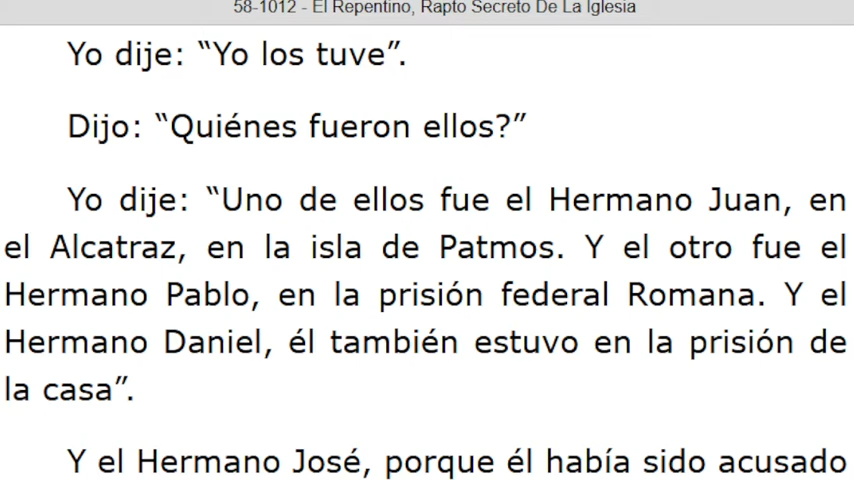 58-1012 - El Repentino, Rapto Secreto De La Iglesia
Yo dije: “Yo los tuve”.
Dijo: “Quiénes fueron ellos?”
Yo dije: “Uno de ellos fue el Hermano Juan, en
el Alcatraz, en la isla de Patmos. Y el otro fue el
Hermano Pablo, en la prisión federal Romana. Y el
Hermano Daniel, él también estuvo en la prisión de
la casa”.
Y el Hermano José, porque él había sido acusado